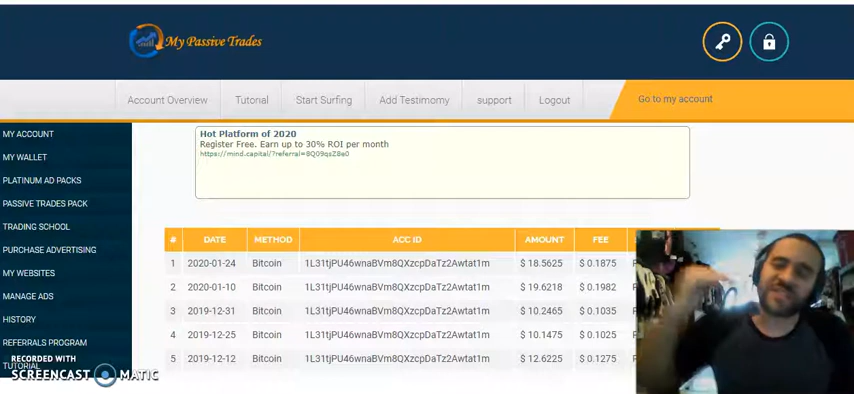 My Passive Trades
Account Overview Tutorial Start Surfing Add Testimomy support Logout Go to my account
MY ACCOUNT
MY WALLET
PLATINUM AD PACKS
PASSIVE TRADES PACK
TRADING SCHOOL
PURCHASE ADVERTISING
MY WEBSITES
MANAGE ADS
HISTORY
REFERRALS PROGRAM
TUTORIAL
Hot Platform of 2020
Register Free. Earn up to 30% ROI per month
https://mind.capital/?referral=8Q09qsZ8e0
# DATE METHOD ACC ID AMOUNT FEE
1 2020-01-24 Bitcoin 1L31tjPU46wnaBVm8QXzcpDaTz2Awtat1m $ 18.5625 $ 0.1875
2 2020-01-10 Bitcoin 1L31tjPU46wnaBVm8QXzcpDaTz2Awtat1m $ 19.6218 $ 0.1982
3 2019-12-31 Bitcoin 1L31tjPU46wnaBVm8QXzcpDaTz2Awtat1m $ 10.2465 $ 0.1035
4 2019-12-25 Bitcoin 1L31tjPU46wnaBVm8QXzcpDaTz2Awtat1m $ 10.1475 $ 0.1025
5 2019-12-12 Bitcoin 1L31tjPU46wnaBVm8QXzcpDaTz2Awtat1m $ 12.6225 $ 0.1275
RECORDED WITH
SCREENCAST MATIC